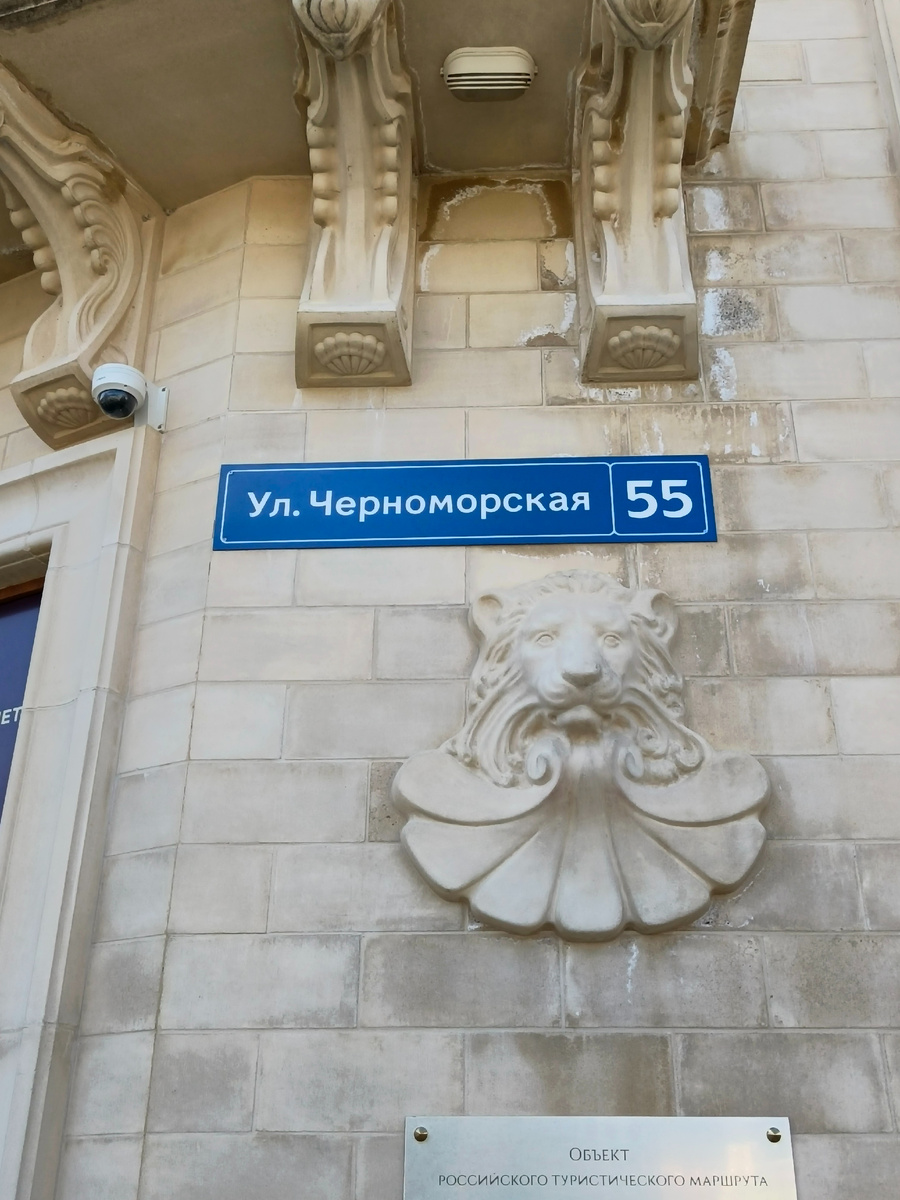 Ул. Черноморская 55
Объект
российского туристического маршрута